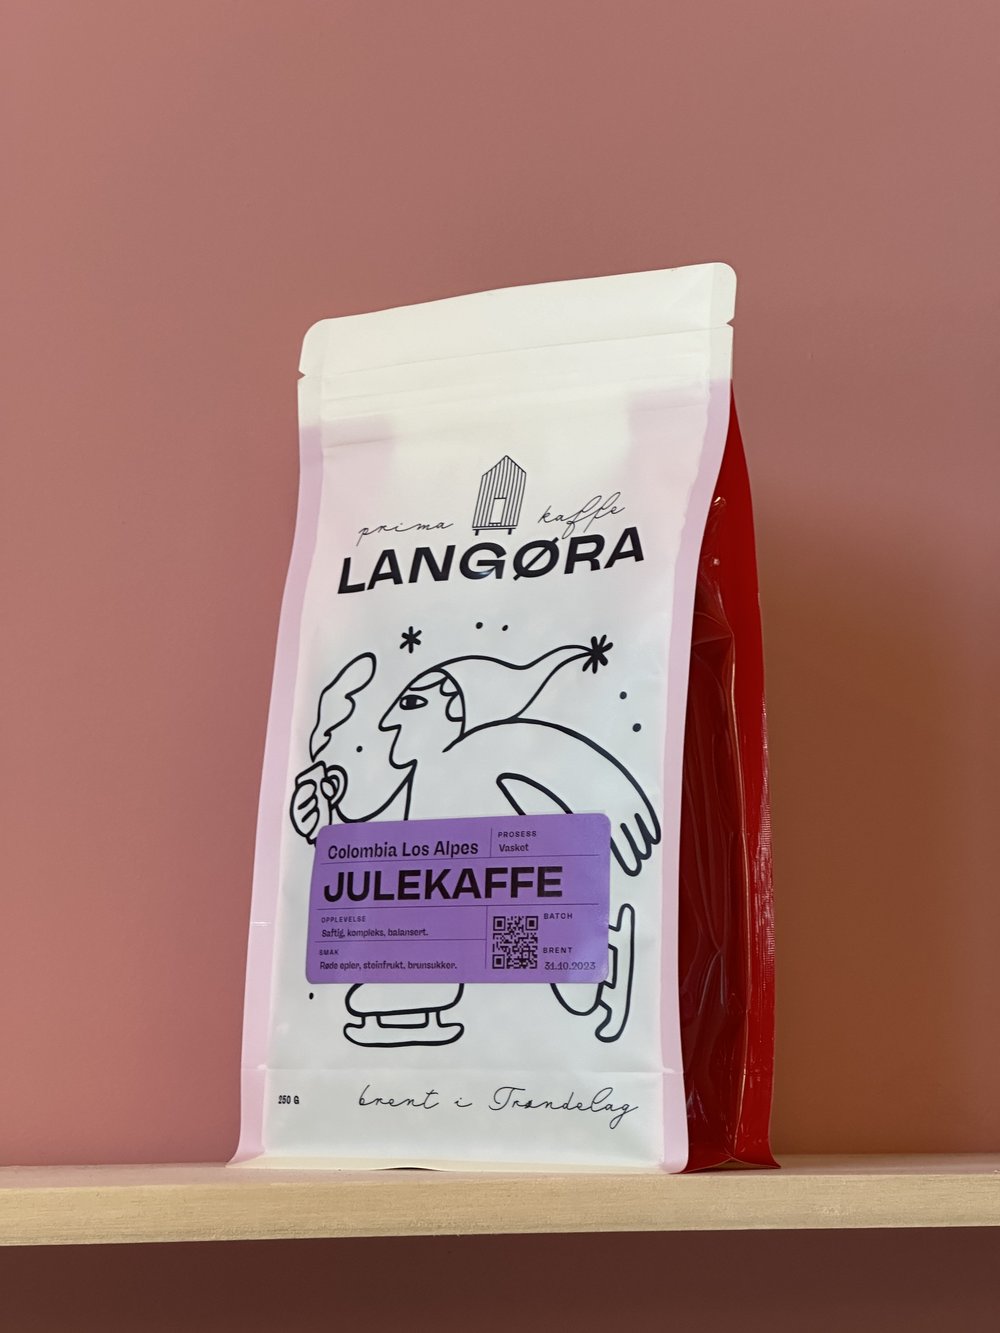 prima kaffe
LANGØRA
Colombia Los Alpes
PROSESS
Vasket
JULEKAFFE
OPPLEVELSE
Saftig, kompleks, balansert.
SMAK
Røde epler, steinfrukt, brunsukker.
BATCH
BRENT
31.10.2023
250 G
brent i Trøndelag